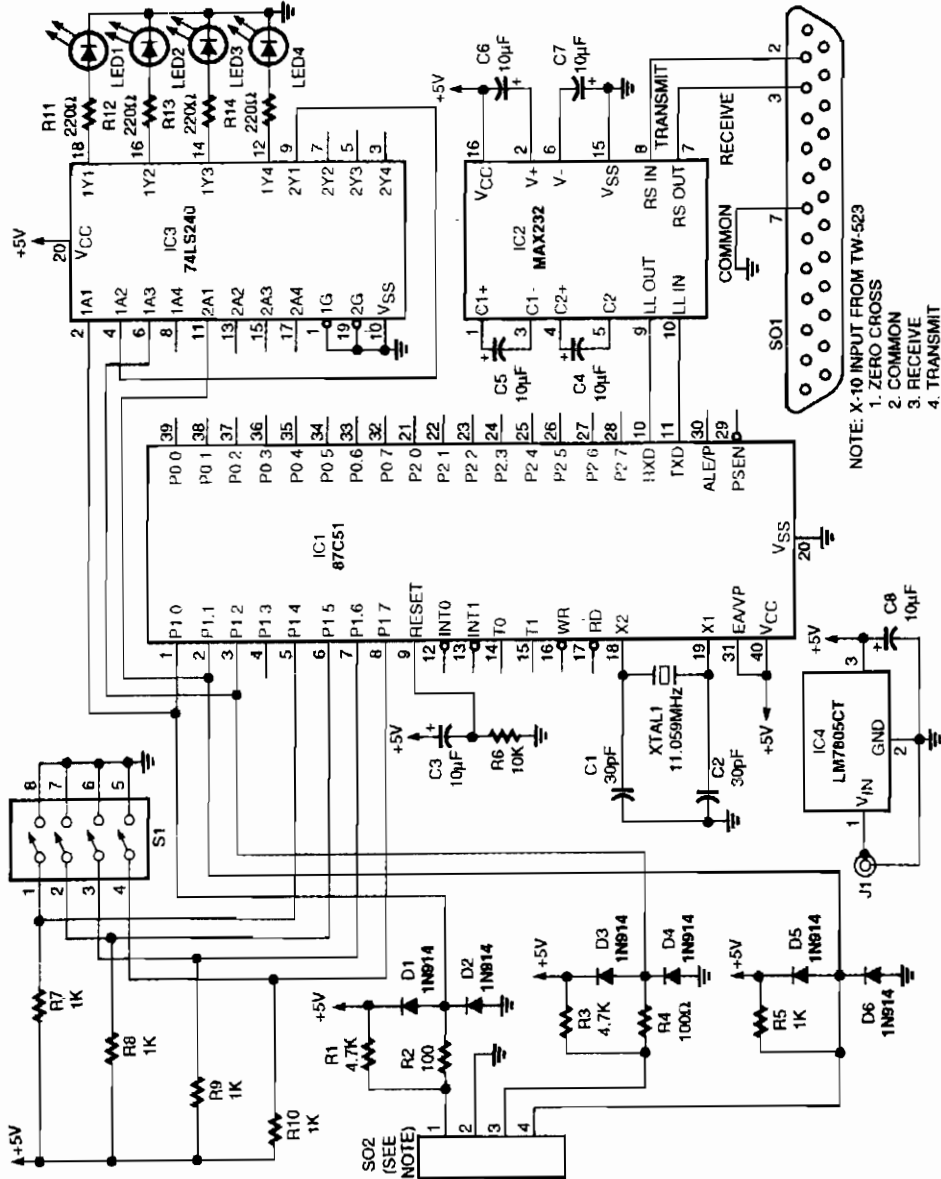 +5V
R7
1K
R8
1K
R9
1K
R10
1K
S1
1 8
2 7
3 6
4 5
SO2
(SEE
NOTE)
1
2
3
4
+5V
R1
4.7K
R2
100
D1
1N914
D2
1N914
+5V
R3
4.7K
R4
100Ω
D3
1N914
D4
1N914
+5V
R5
1K
D5
1N914
D6
1N914
IC1
87C51
1 P1.0
2 P1.1
3 P1.2
4 P1.3
5 P1.4
6 P1.5
7 P1.6
8 P1.7
9 RESET
12 INT0
13 INT1
14 T0
15 T1
16 WR
17 RD
18 X2
19 X1
31 EA/VP
40 VCC
P0.0 39
P0.1 38
P0.2 37
P0.3 36
P0.4 35
P0.5 34
P0.6 33
P0.7 32
P2.0 21
P2.1 22
P2.2 23
P2.3 24
P2.4 25
P2.5 26
P2.6 27
P2.7 28
RXD 10
TXD 11
ALE/P 30
PSEN 29
VSS
20
+5V
C3
10µF
R6
10K
C1
30pF
XTAL1
11.059MHz
C2
30pF
+5V
IC4
LM7805CT
VIN
GND
1
2
3
J1
+5V
C8
10µF
+5V
20
VCC
IC3
74LS240
2 1A1
4 1A2
6 1A3
8 1A4
11 2A1
13 2A2
15 2A3
17 2A4
1 1G
19 2G
10 VSS
1Y1 18
1Y2 16
1Y3 14
1Y4 12
2Y1 9
2Y2 7
2Y3 5
2Y4 3
R11
220Ω
R12
220Ω
R13
220Ω
R14
220Ω
LED1
LED2
LED3
LED4
IC2
MAX232
1 C1+
3 C1-
4 C2+
5 C2
9 LL OUT
10 LL IN
VCC 16
V+ 2
V- 6
VSS 15
RS IN 8
RS OUT 7
C5
10µF
C4
10µF
+5V
C6
10µF
C7
10µF
TRANSMIT
RECEIVE
COMMON
2
3
7
SO1
NOTE: X-10 INPUT FROM TW-523
1. ZERO CROSS
2. COMMON
3. RECEIVE
4. TRANSMIT